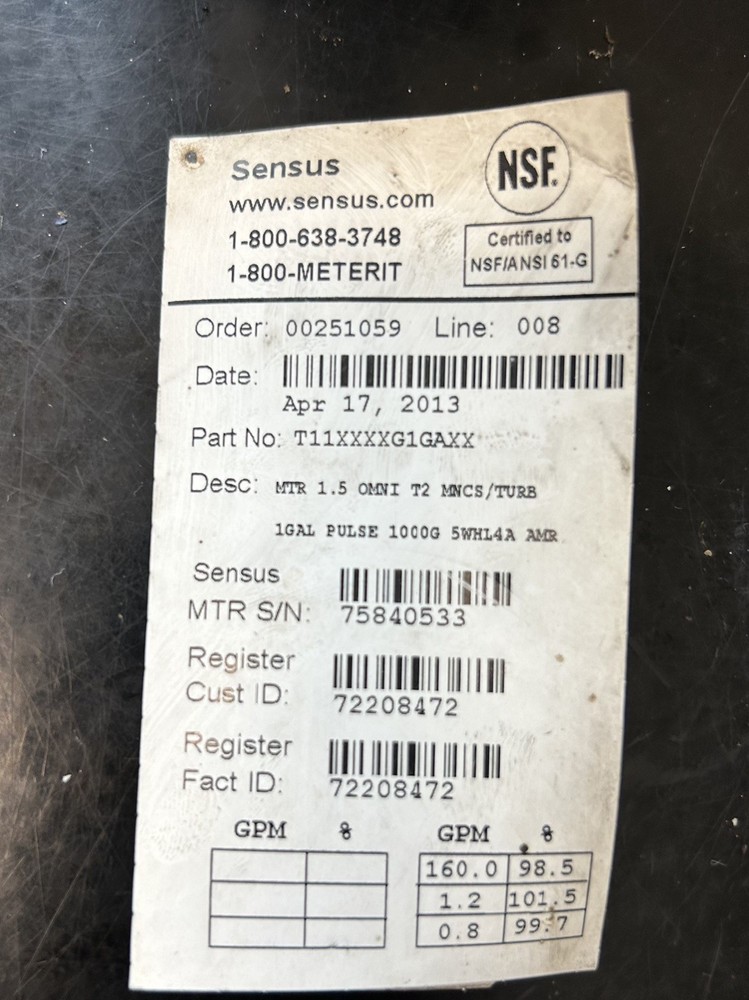 Sensus
NSF.
www.sensus.com
1-800-638-3748
1-800-METERIT
Certified to
NSF/ANSI 61-G
Order: 00251059 Line: 008
Date:
Apr 17, 2013
Part No: T11XXXXG1GAXX
Desc: MTR 1.5 OMNI T2 MNCS/TURB
1GAL PULSE 1000G 5WHL4A AMR
Sensus
MTR S/N: 75840533
Register
Cust ID: 72208472
Register
Fact ID: 72208472
GPM % GPM %
160.0 98.5
1.2 101.5
0.8 99.7